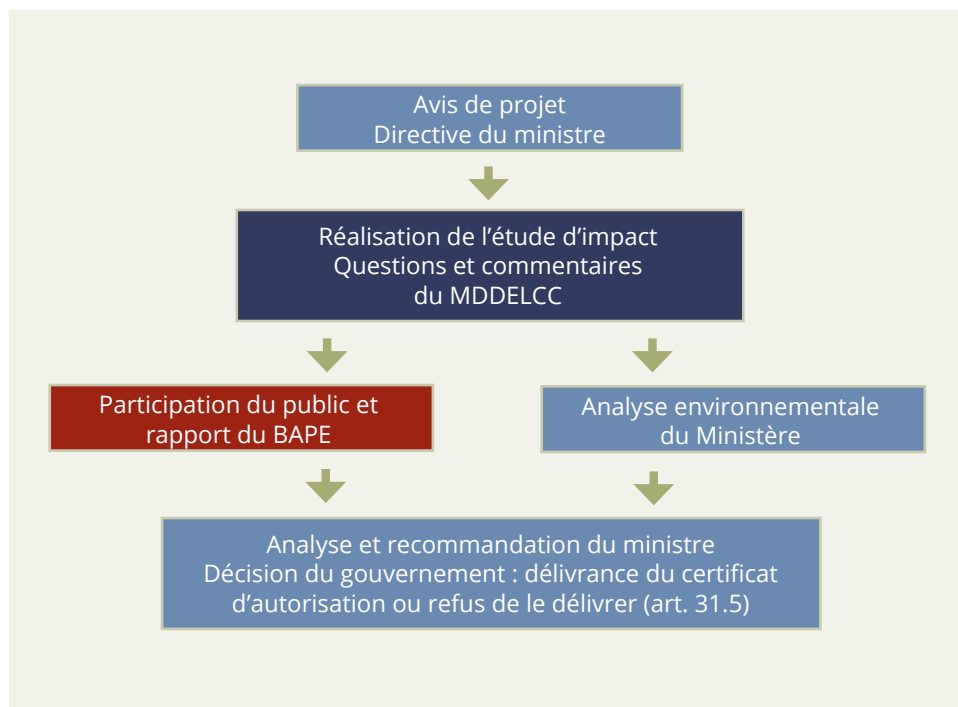 Avis de projet
Directive du ministre
Réalisation de l’étude d’impact
Questions et commentaires
du MDDELCC
Participation du public et
rapport du BAPE
Analyse environnementale
du Ministère
Analyse et recommandation du ministre
Décision du gouvernement : délivrance du certificat
d’autorisation ou refus de le délivrer (art. 31.5)